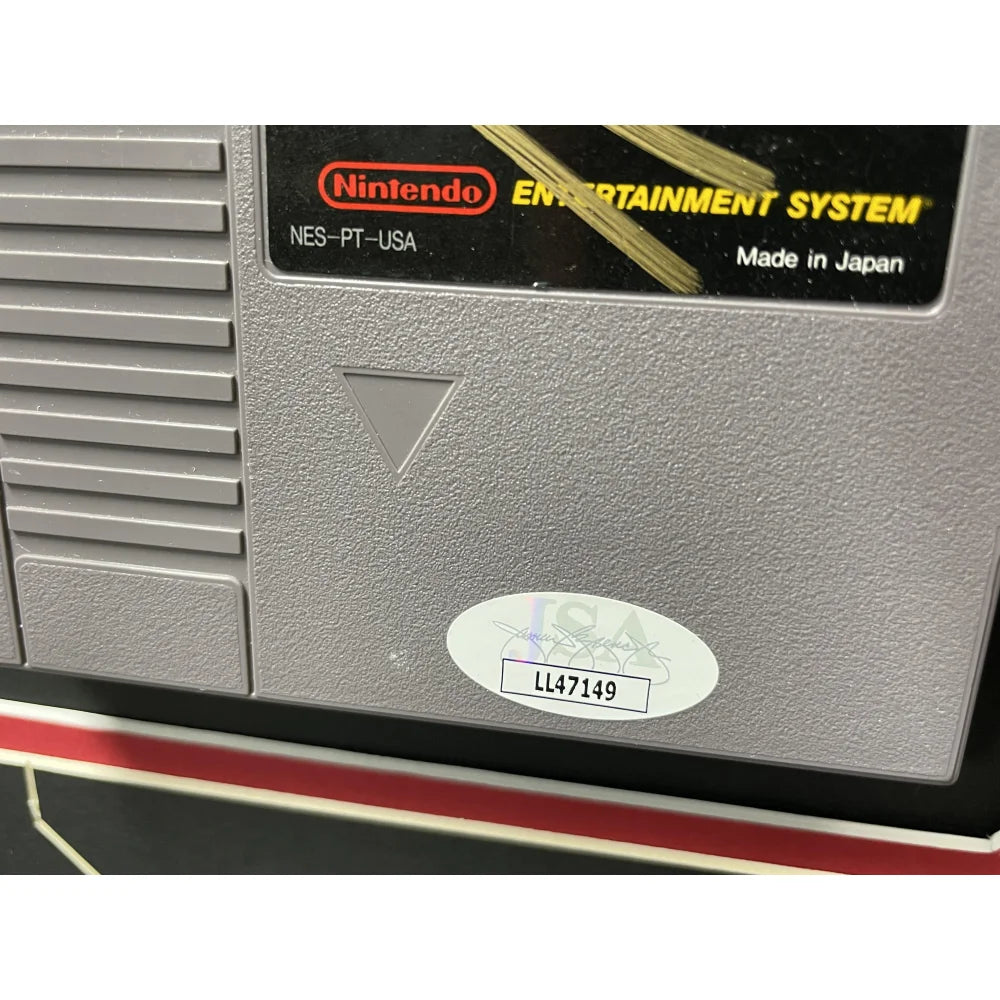 Nintendo ENTERTAINMENT SYSTEM
NES-PT-USA
Made in Japan
JSA
LL47149